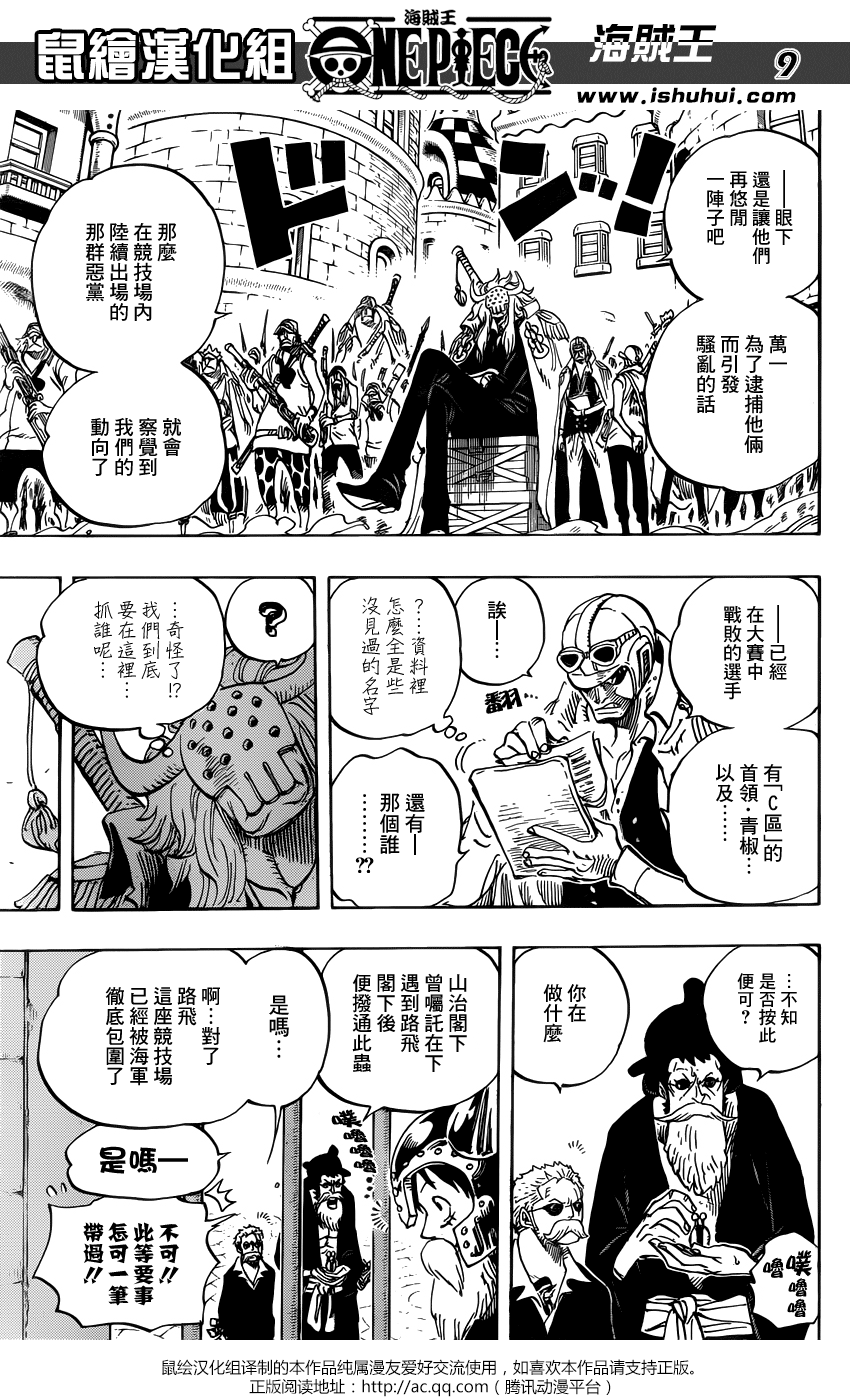 鼠繪漢化組
海賊王
ONE PIECE
海賊王
9
www.ishuhui.com
ドン!!
——眼下
還是讓他們
再悠閒
一陣子吧
萬一
為了逮捕他倆
而引發
騷亂的話
那麼
在競技場內
陸續出場的
那群惡黨
就會
察覺到
我們的
動向了
——已經
在大賽中
戰敗的選手
有「C區」的
首領·青椒…
以及……
誒—…
翻…
?…資料裡
怎麼全是些
沒見過的名字
還有—
那個誰
………??
?
…奇怪了!?
我們到底
要在這裡…
抓誰呢…
…不知
是否按此
便可?
你在
做什麼
噗
嚕
嚕
嚕
山治閣下
曾囑託在下
遇到路飛
閣下後
便撥通此蟲
噗
嚕
嚕
嚕
…
是嗎…
啊…對了
路飛
這座競技場
已經被海軍
徹底包圍了
是嗎—
不可!!
此等要事
怎可一筆
帶過!!
鼠绘汉化组译制的本作品纯属漫友爱好交流使用，如喜欢本作品请支持正版。
正版阅读地址：http://ac.qq.com（腾讯动漫平台）